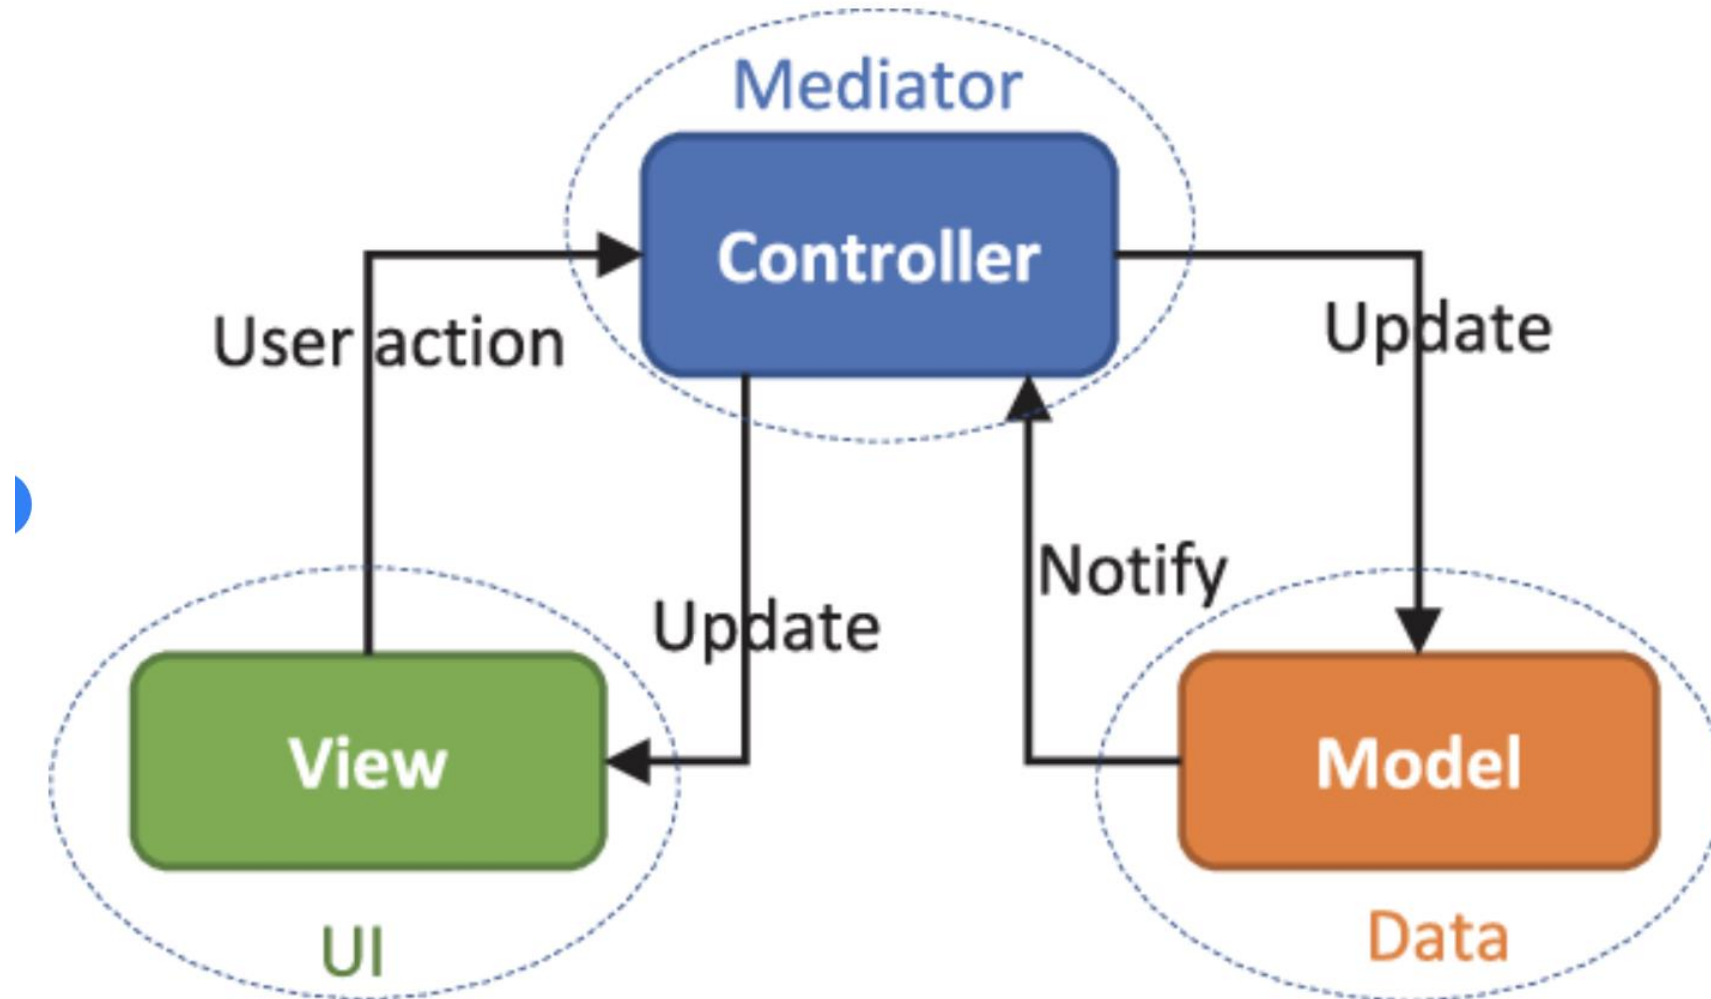 Mediator
Controller
User action
Update
Notify
Update
View
Model
UI
Data